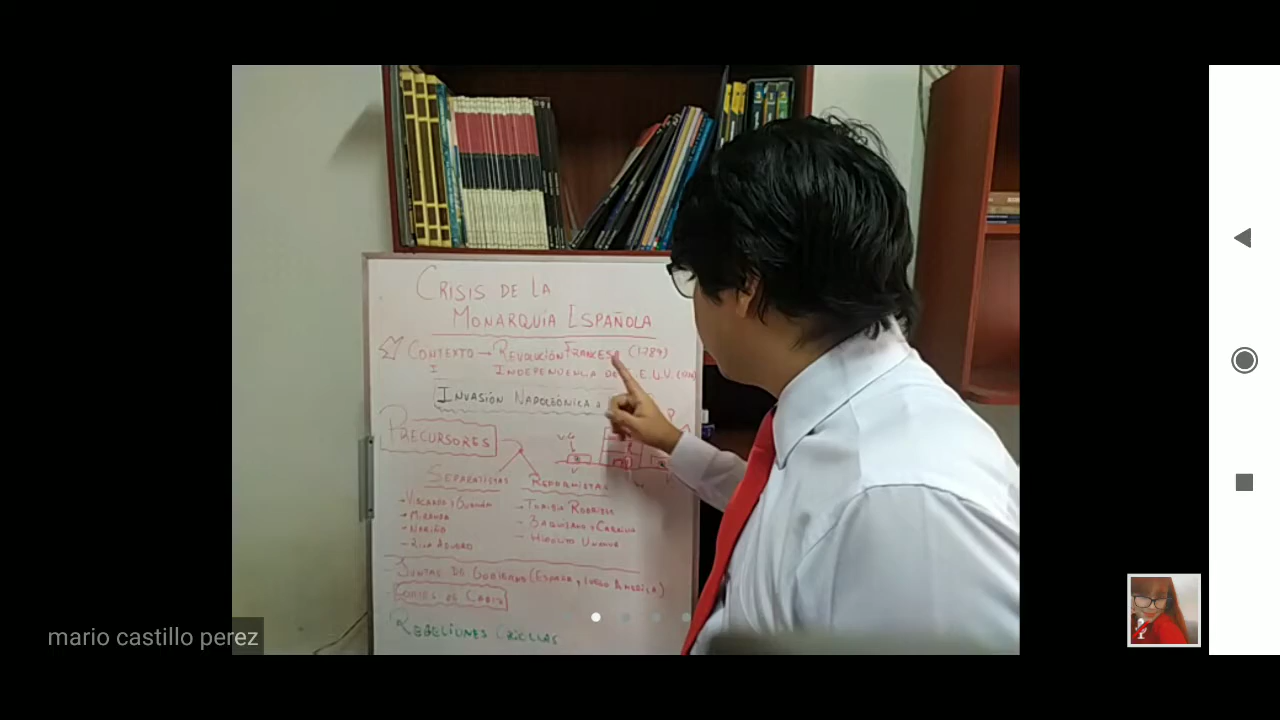 CRISIS DE LA
MONARQUÍA ESPAÑOLA
CONTEXTO → REVOLUCIÓN FRANCESA (1789)
I INDEPENDENCIA DE
INVASIÓN NAPOLEÓNICA a
PRECURSORES
SEPARATISTAS REFORMISTAS
- VISCARDO Y GUZMÁN - TORIBIO RODRÍGUEZ
- MIRANDA - BAQUÍJANO Y CARRILLO
- NARIÑO - HIPÓLITO UNANUE
- RIVA AGÜERO
- JUNTAS DE GOBIERNO (ESPAÑA Y LUEGO AMÉRICA)
- CORTES DE CÁDIZ
REBELIONES CRIOLLAS
mario castillo perez